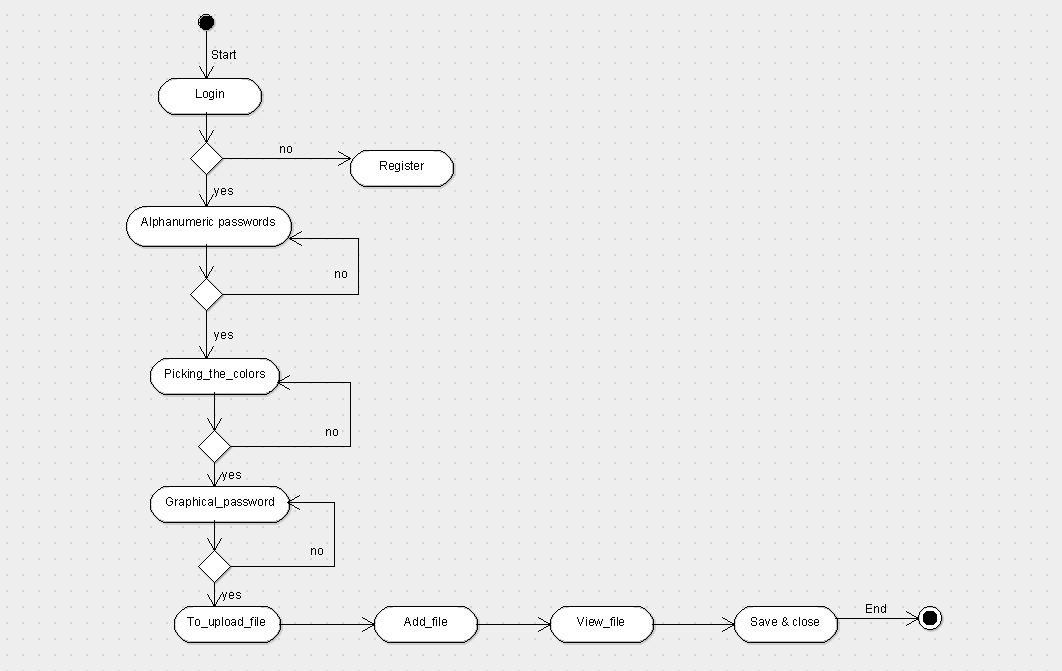 Start
Login
no
Register
yes
Alphanumeric passwords
no
yes
Picking_the_colors
no
yes
Graphical_password
no
yes
To_upload_file
Add_file
View_file
Save & close
End